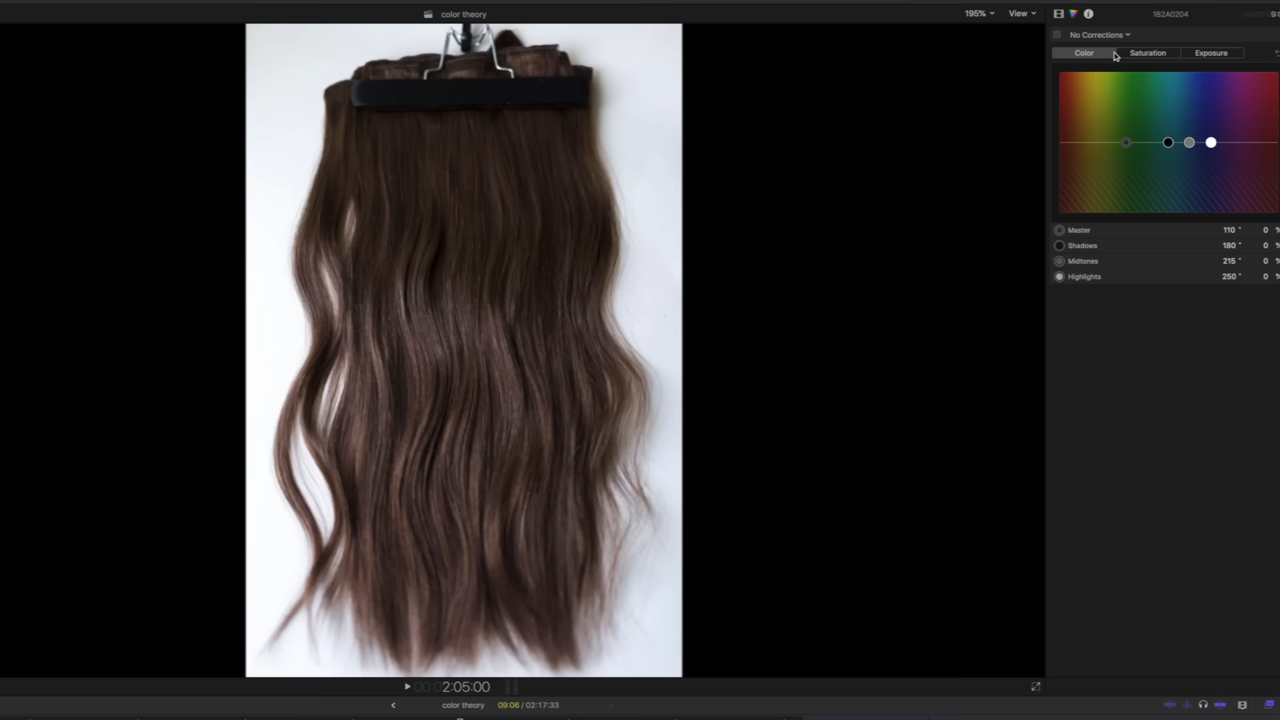 color theory
195%
View
1B2A0204
No Corrections
Color Saturation Exposure
Master 110 ° 0 %
Shadows 180 ° 0 %
Midtones 215 ° 0 %
Highlights 250 ° 0 %
2:05:00
color theory 09:06 / 02:17:33